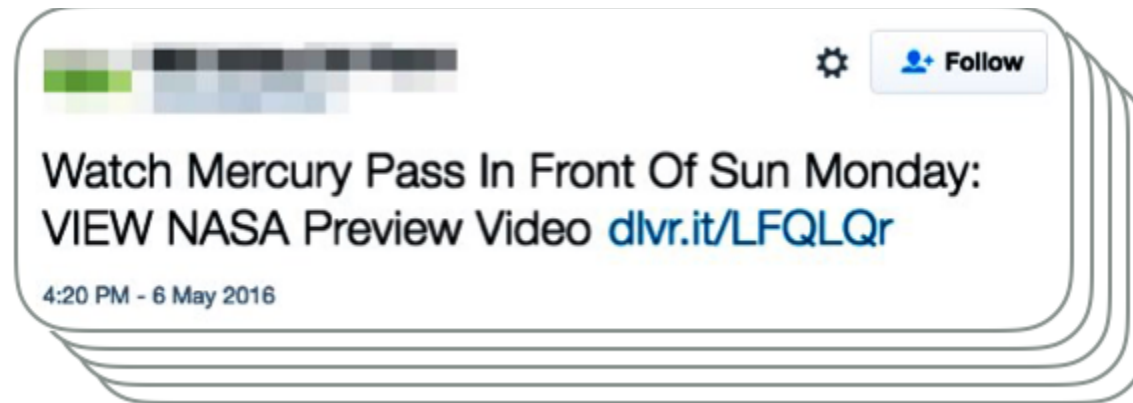 Follow
Watch Mercury Pass In Front Of Sun Monday:
VIEW NASA Preview Video dlvr.it/LFQLQr
4:20 PM - 6 May 2016